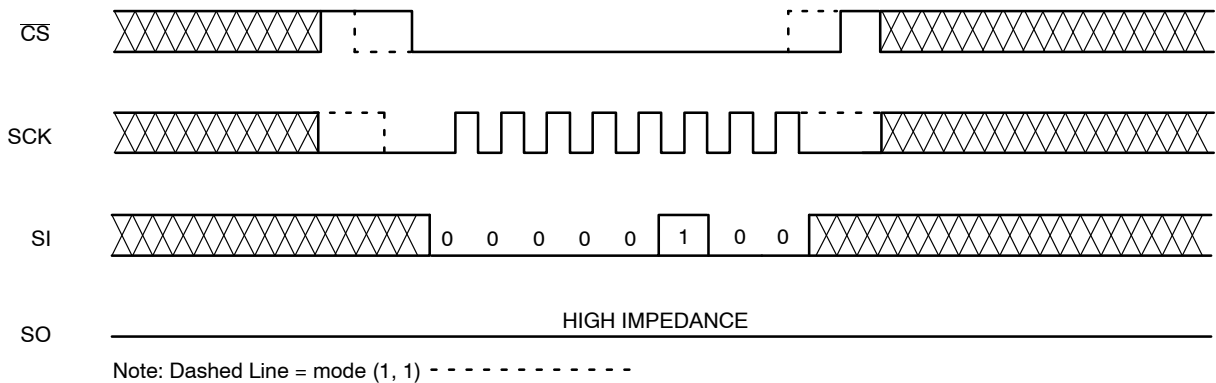 CS
SCK
SI
0 0 0 0 0 1 0 0
SO
HIGH IMPEDANCE
Note: Dashed Line = mode (1, 1)